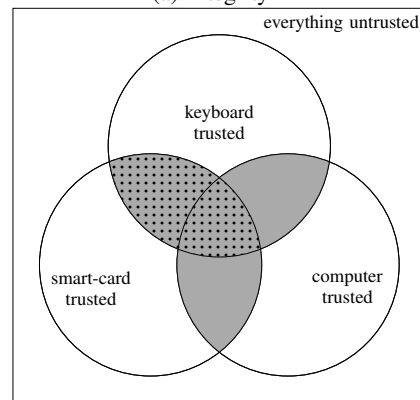 everything untrusted
keyboard
trusted
smart-card
trusted
computer
trusted